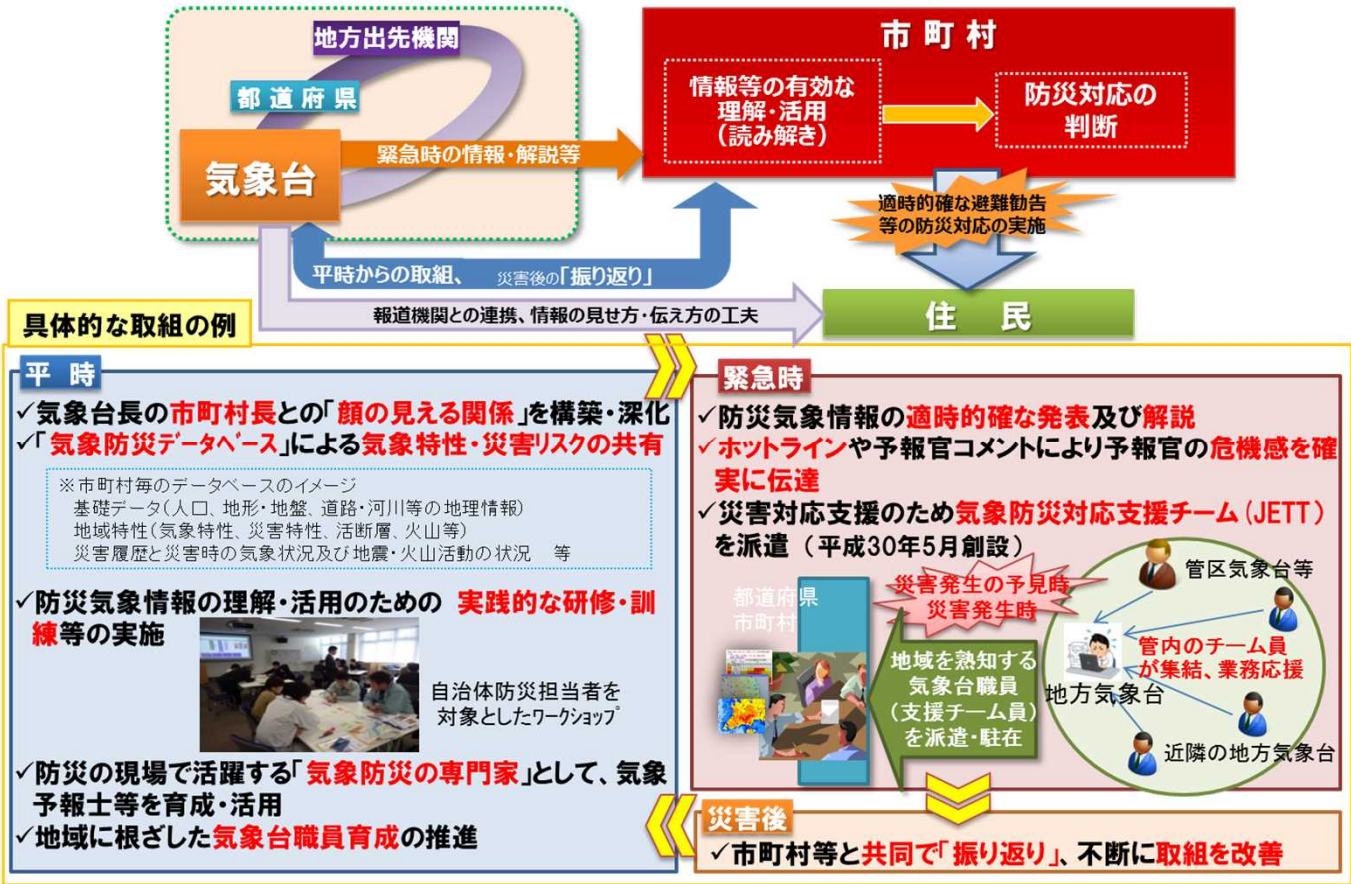 地方出先機関
都道府県
気象台
緊急時の情報・解説等
市町村
情報等の有効な
理解・活用
(読み解き)
防災対応の
判断
適時的確な避難勧告
等の防災対応の実施
平時からの取組、 災害後の「振り返り」
報道機関との連携、情報の見せ方・伝え方の工夫
住 民
具体的な取組の例
平 時
✓気象台長の市町村長との「顔の見える関係」を構築・深化
✓「気象防災データベース」による気象特性・災害リスクの共有
※市町村毎のデータベースのイメージ
基礎データ(人口、地形・地盤、道路・河川等の地理情報)
地域特性(気象特性、災害特性、活断層、火山等)
災害履歴と災害時の気象状況及び地震・火山活動の状況 等
✓防災気象情報の理解・活用のための 実践的な研修・訓
練等の実施
自治体防災担当者を
対象としたワークショップ
✓防災の現場で活躍する「気象防災の専門家」として、気象
予報士等を育成・活用
✓地域に根ざした気象台職員育成の推進
緊急時
✓防災気象情報の適時的確な発表及び解説
✓ホットラインや予報官コメントにより予報官の危機感を確
実に伝達
✓災害対応支援のため気象防災対応支援チーム(JETT)
を派遣 (平成30年5月創設)
都道府県
市町村
災害発生の予見時
災害発生時
地域を熟知する
気象台職員
(支援チーム員)
を派遣・駐在
管区気象台等
管内のチーム員
が集結、業務応援
地方気象台
近隣の地方気象台
災害後
✓市町村等と共同で「振り返り」、不断に取組を改善